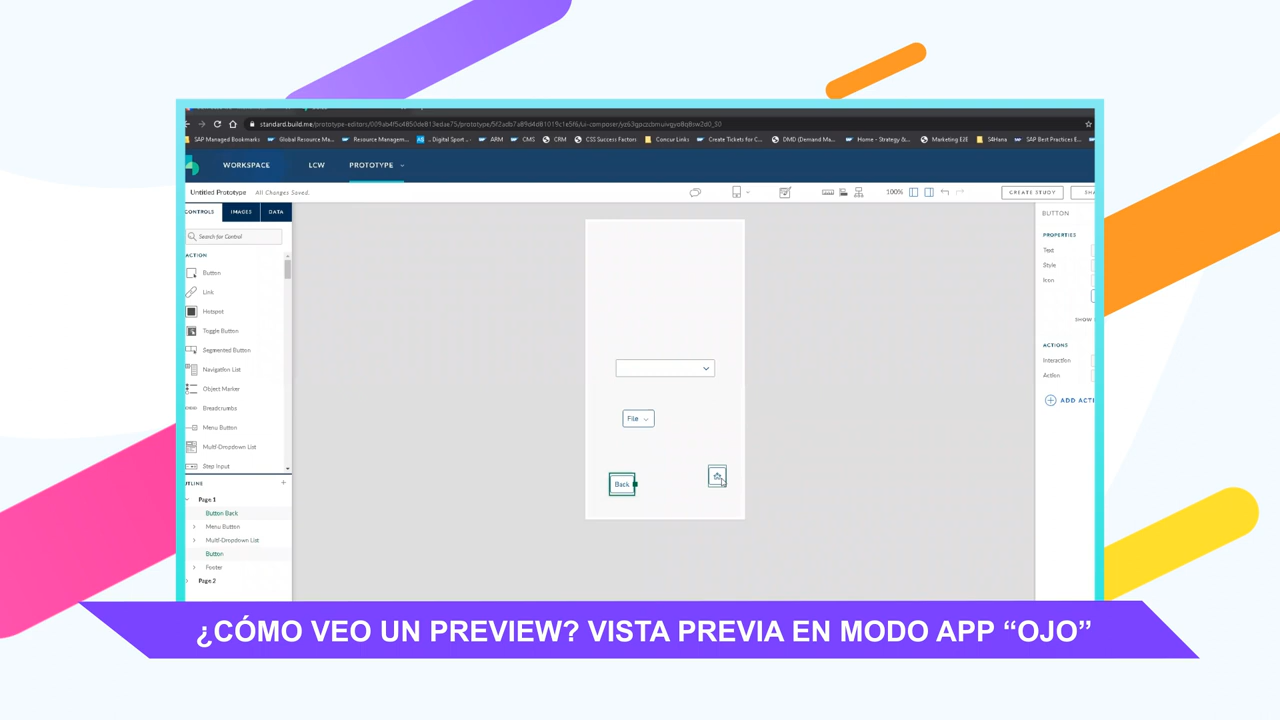 standard.build.me/prototype-editors/
SAP Managed Bookmarks Global Resource Ma... Resource Managem... Digital Sport ... ARM CMS CRM CSS Success Factors Concur Links Create Tickets for C... DMD (Demand Ma... Home - Strategy &... Marketing E2E S4Hana SAP Best Practices E...
WORKSPACE LCW PROTOTYPE
Untitled Prototype All Changes Saved. 100% CREATE STUDY
CONTROLS IMAGES DATA
BUTTON
Search for Control
PROPERTIES
Text
ACTION
Style
Button
Icon
Link
Hotspot
Toggle Button
Segmented Button
ACTIONS
Interaction
Navigation List
Action
Object Marker
ADD ACTI
Breadcrumbs
File
Menu Button
Multi-Dropdown List
Step Input
Back
UTLINE
Page 1
Button Back
Menu Button
Multi-Dropdown List
Button
Footer
Page 2
¿CÓMO VEO UN PREVIEW? VISTA PREVIA EN MODO APP “OJO”